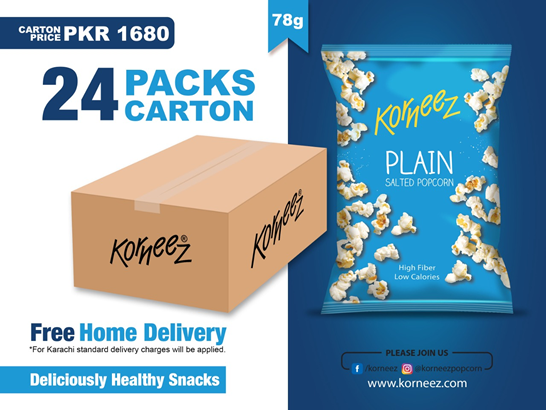 CARTON PRICE PKR 1680
24 PACKS CARTON
Korneez®
Korneez
Free Home Delivery
*For Karachi standard delivery charges will be applied.
Deliciously Healthy Snacks
78g
Korneez
PLAIN
SALTED POPCORN
High Fiber
Low Calories
PLEASE JOIN US
/korneez @korneezpopcorn
www.korneez.com